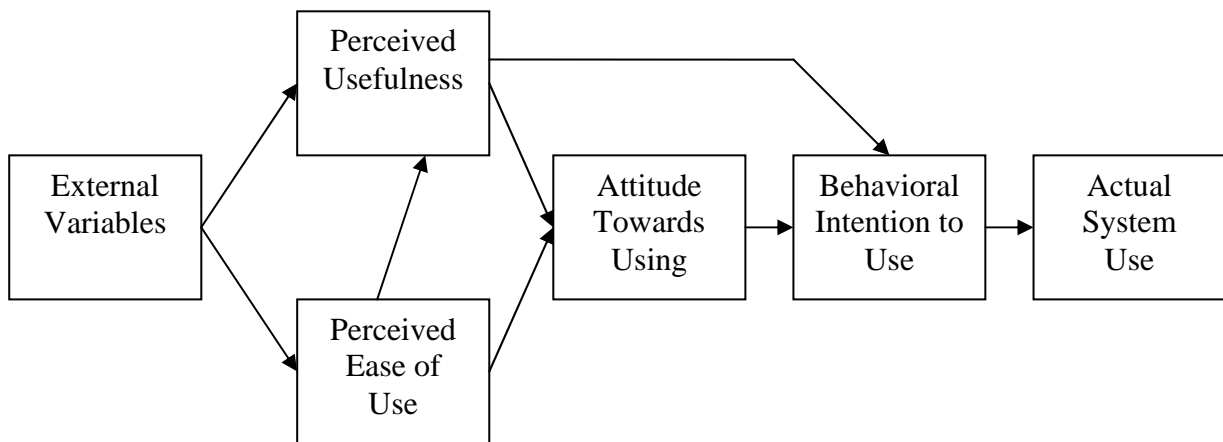 Perceived
Usefulness
External
Variables
Attitude
Towards
Using
Behavioral
Intention to
Use
Actual
System
Use
Perceived
Ease of
Use